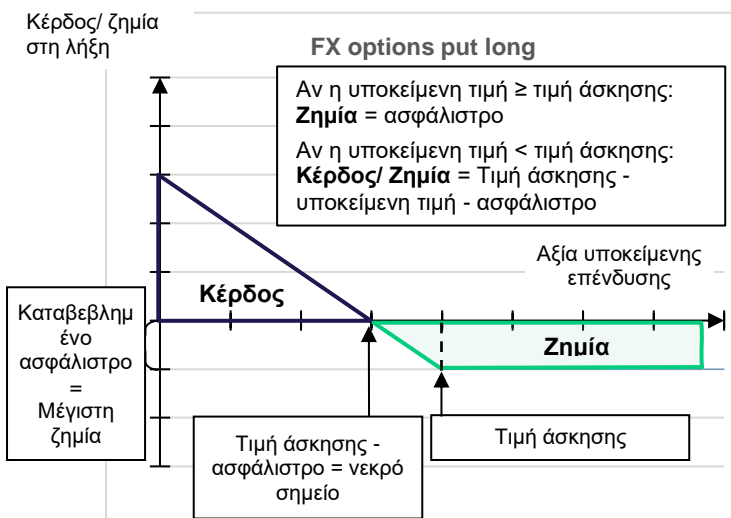 Κέρδος/ ζημία
στη λήξη
FX options put long
Αν η υποκείμενη τιμή ≥ τιμή άσκησης:
Ζημία = ασφάλιστρο
Αν η υποκείμενη τιμή < τιμή άσκησης:
Κέρδος/ Ζημία = Τιμή άσκησης -
υποκείμενη τιμή - ασφάλιστρο
Αξία υποκείμενης
επένδυσης
Κέρδος
Καταβεβλημ
ένο
ασφάλιστρο
=
Μέγιστη
ζημία
Ζημία
Τιμή άσκησης -
ασφάλιστρο = νεκρό
σημείο
Τιμή άσκησης